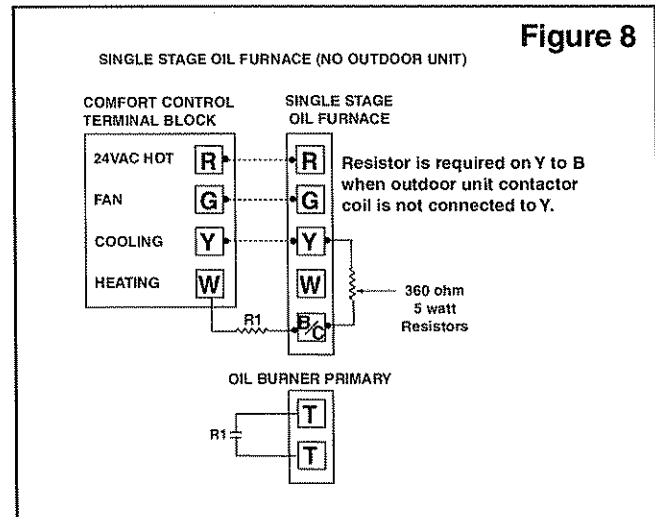 Figure 8
SINGLE STAGE OIL FURNACE (NO OUTDOOR UNIT)
COMFORT CONTROL
TERMINAL BLOCK
SINGLE STAGE
OIL FURNACE
24VAC HOT R R
FAN G G
COOLING Y Y
HEATING W W
Resistor is required on Y to B
when outdoor unit contactor
coil is not connected to Y.
360 ohm
5 watt
Resistors
R1
B/C
OIL BURNER PRIMARY
T
R1
T